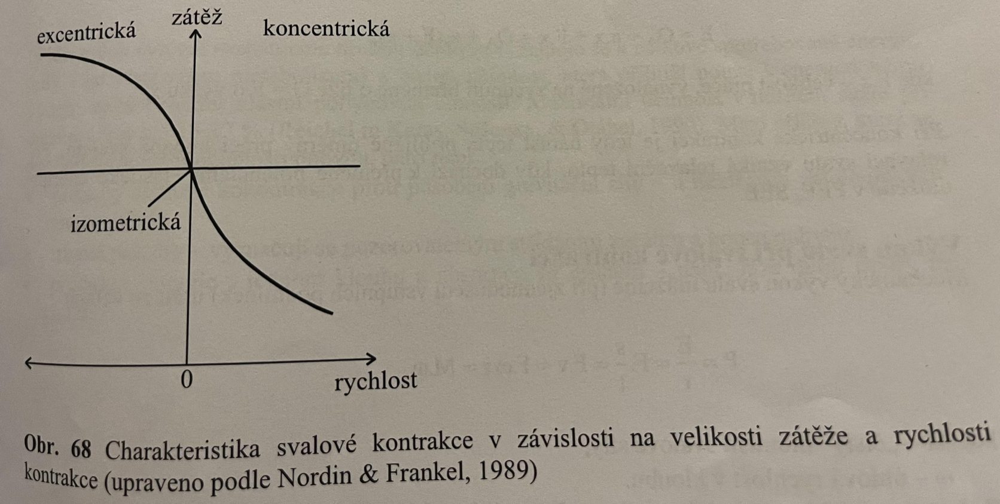 zátěž
excentrická
koncentrická
izometrická
0
rychlost
Obr. 68 Charakteristika svalové kontrakce v závislosti na velikosti zátěže a rychlosti
kontrakce (upraveno podle Nordin & Frankel, 1989)